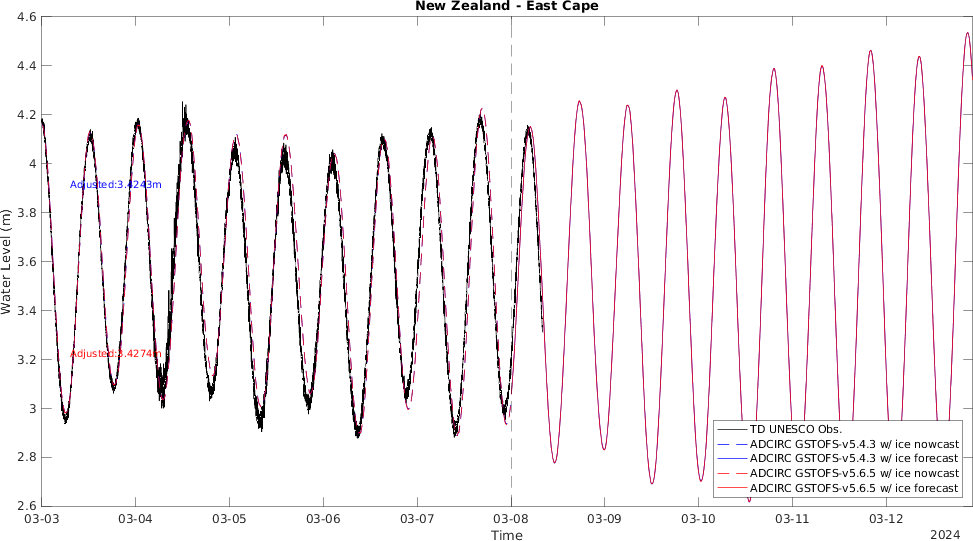 New Zealand - East Cape
4.6
4.4
4.2
4
3.8
3.6
3.4
3.2
3
2.8
2.6
Water Level (m)
Adjusted:3.4243m
Adjusted:3.4274m
TD UNESCO Obs.
ADCIRC GSTOFS-v5.4.3 w/ ice nowcast
ADCIRC GSTOFS-v5.4.3 w/ ice forecast
ADCIRC GSTOFS-v5.6.5 w/ ice nowcast
ADCIRC GSTOFS-v5.6.5 w/ ice forecast
03-03 03-04 03-05 03-06 03-07 03-08 03-09 03-10 03-11 03-12
Time
2024